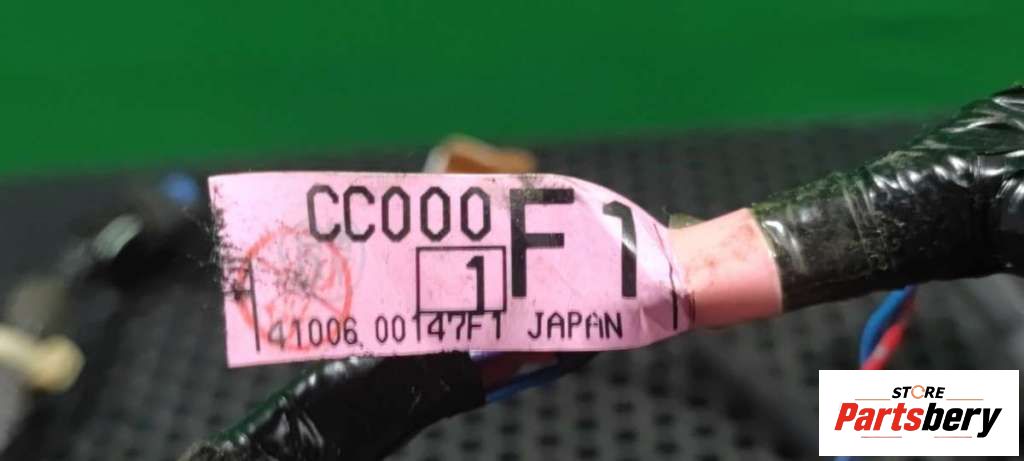 CC000
F1
1
41006 00147F1 JAPAN
STORE
Partsbery